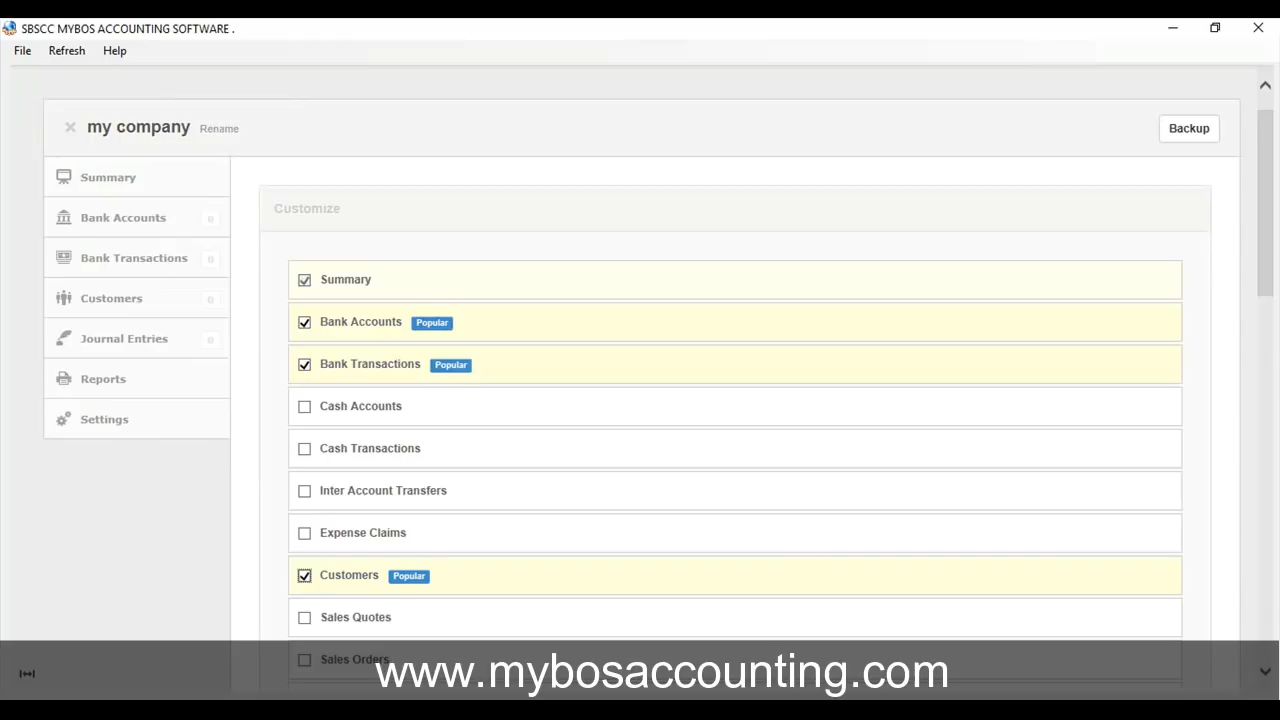 SBSCC MYBOS ACCOUNTING SOFTWARE .
File Refresh Help
my company Rename
Backup
Summary
Bank Accounts 0
Bank Transactions 0
Customers 0
Journal Entries 0
Reports
Settings
Customize
Summary
Bank Accounts Popular
Bank Transactions Popular
Cash Accounts
Cash Transactions
Inter Account Transfers
Expense Claims
Customers Popular
Sales Quotes
Sales Orders
www.mybosaccounting.com